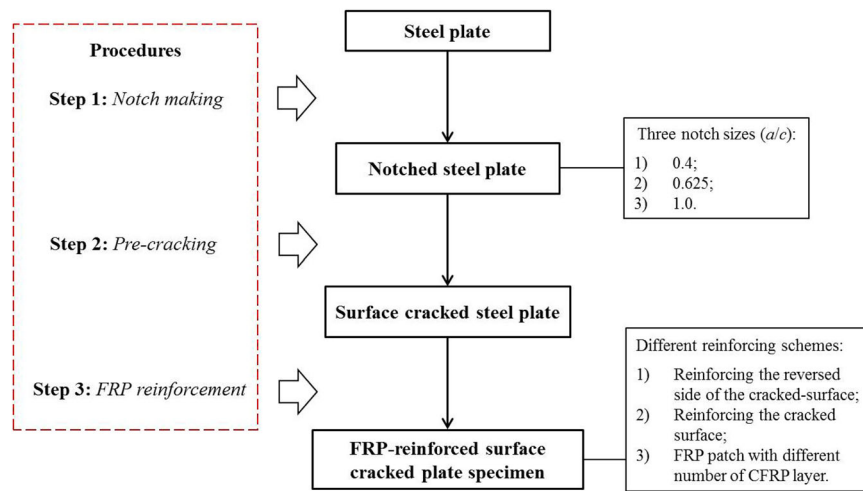 Procedures
Step 1: Notch making
Step 2: Pre-cracking
Step 3: FRP reinforcement
Steel plate
Notched steel plate
Three notch sizes (a/c):
1) 0.4;
2) 0.625;
3) 1.0.
Surface cracked steel plate
FRP-reinforced surface
cracked plate specimen
Different reinforcing schemes:
1) Reinforcing the reversed
side of the cracked-surface;
2) Reinforcing the cracked
surface;
3) FRP patch with different
number of CFRP layer.